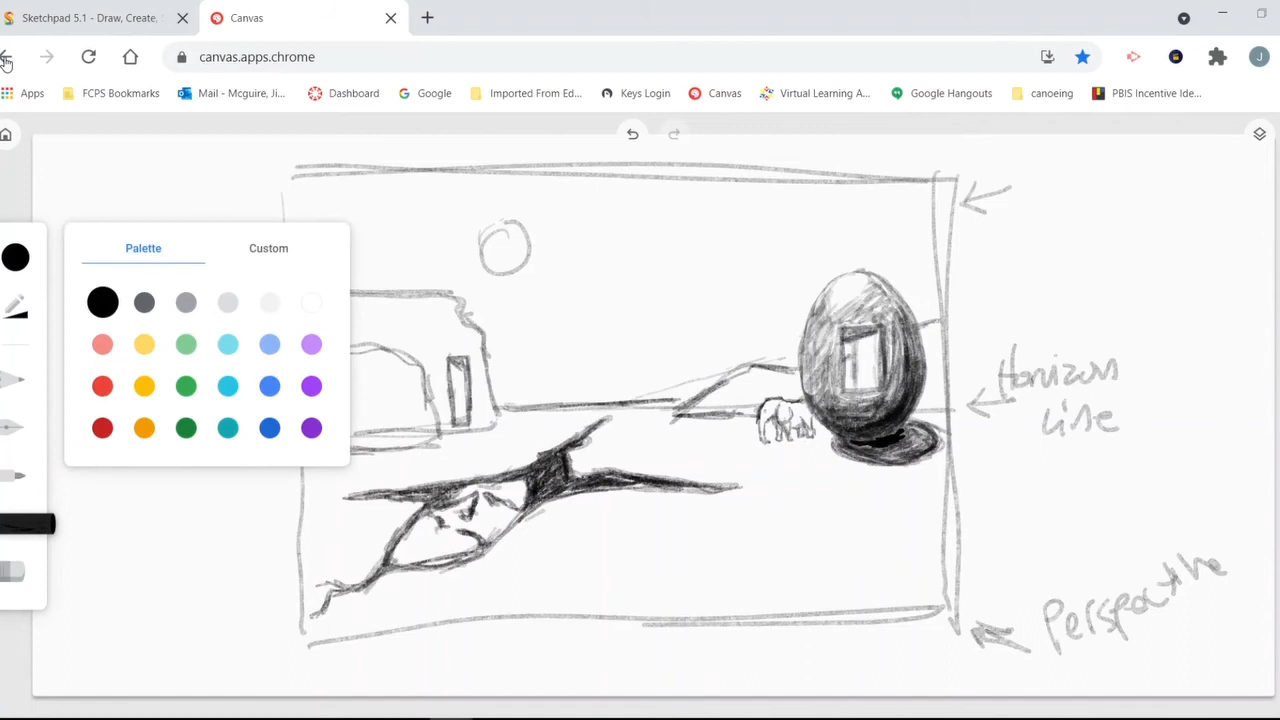 Sketchpad 5.1 - Draw, Create,
Canvas
canvas.apps.chrome
J
Apps
FCPS Bookmarks
Mail - Mcguire, Ji...
Dashboard
Google
Imported From Ed...
Keys Login
Canvas
Virtual Learning A...
Google Hangouts
canoeing
PBIS Incentive Ide...
Palette
Custom
Horizon
Line
Perspective